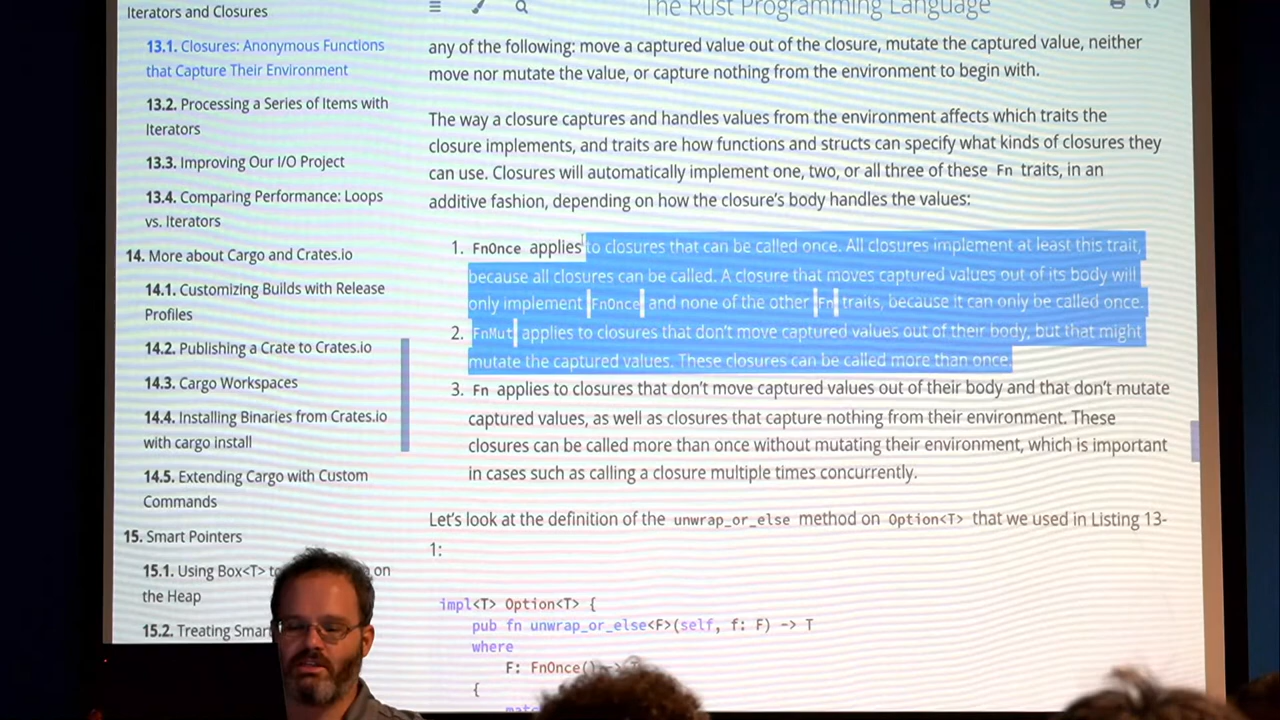 Iterators and Closures
13.1. Closures: Anonymous Functions
that Capture Their Environment
13.2. Processing a Series of Items with
Iterators
13.3. Improving Our I/O Project
13.4. Comparing Performance: Loops
vs. Iterators
14. More about Cargo and Crates.io
14.1. Customizing Builds with Release
Profiles
14.2. Publishing a Crate to Crates.io
14.3. Cargo Workspaces
14.4. Installing Binaries from Crates.io
with cargo install
14.5. Extending Cargo with Custom
Commands
15. Smart Pointers
15.1. Using Box<T> on
the Heap
15.2. Treating
The Rust Programming Language
any of the following: move a captured value out of the closure, mutate the captured value, neither
move nor mutate the value, or capture nothing from the environment to begin with.
The way a closure captures and handles values from the environment affects which traits the
closure implements, and traits are how functions and structs can specify what kinds of closures they
can use. Closures will automatically implement one, two, or all three of these Fn traits, in an
additive fashion, depending on how the closure's body handles the values:
1. FnOnce applies to closures that can be called once. All closures implement at least this trait,
because all closures can be called. A closure that moves captured values out of its body will
only implement FnOnce and none of the other Fn traits, because it can only be called once.
2. FnMut applies to closures that don't move captured values out of their body, but that might
mutate the captured values. These closures can be called more than once.
3. Fn applies to closures that don't move captured values out of their body and that don't mutate
captured values, as well as closures that capture nothing from their environment. These
closures can be called more than once without mutating their environment, which is important
in cases such as calling a closure multiple times concurrently.
Let's look at the definition of the unwrap_or_else method on Option<T> that we used in Listing 13-
1:
impl<T> Option<T> {
pub fn unwrap_or_else<F>(self, f: F) -> T
where
F: FnOnce()
{